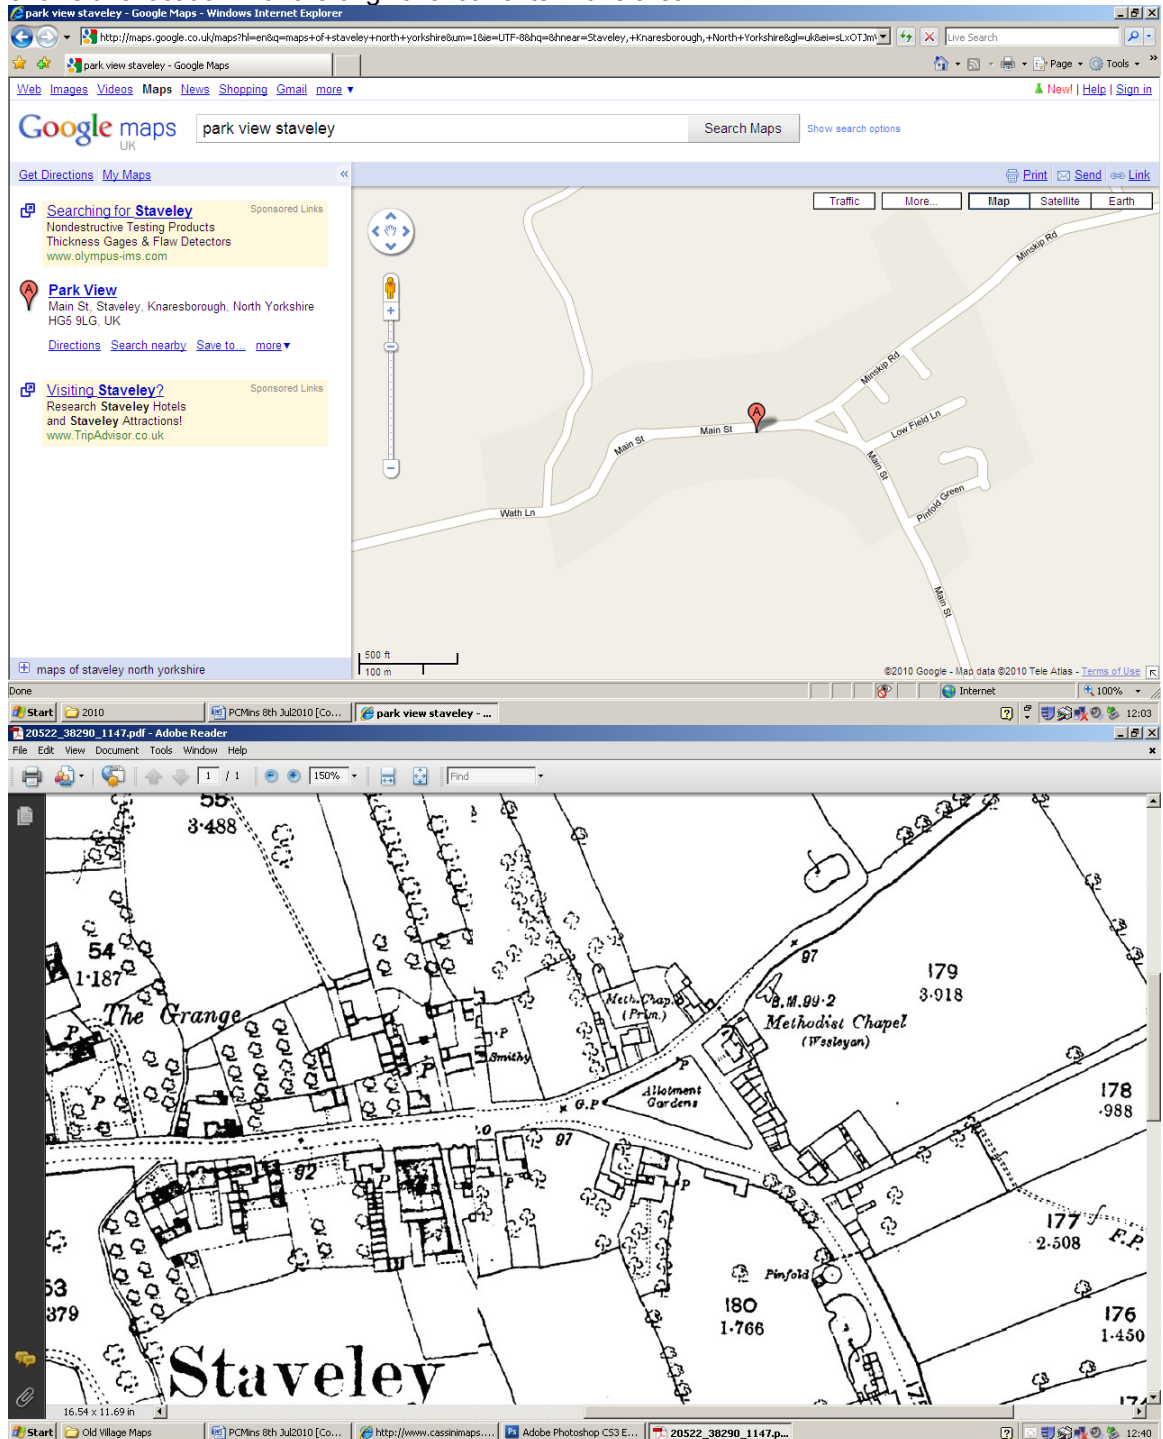 park view staveley - Google Maps - Windows Internet Explorer
http://maps.google.co.uk/maps?hl=en&q=maps+of+staveley+north+yorkshire&um=1&ie=UTF-8&hq=&hnear=Staveley,+Knaresborough,+North+Yorkshire&gl=uk&ei=sLxOTJm
Live Search
park view staveley - Google Maps
Page
Tools
Web Images Videos Maps News Shopping Gmail more ▼
New! | Help | Sign in
Google maps
UK
park view staveley
Search Maps
Show search options
Get Directions My Maps
«
Print Send Link
Searching for Staveley
Sponsored Links
Nondestructive Testing Products
Thickness Gages & Flaw Detectors
www.olympus-ims.com
A
Park View
Main St, Staveley, Knaresborough, North Yorkshire
HG5 9LG, UK
Directions Search nearby Save to... more▼
Visiting Staveley?
Sponsored Links
Research Staveley Hotels
and Staveley Attractions!
www.TripAdvisor.co.uk
maps of staveley north yorkshire
Traffic More... Map Satellite Earth
Minskip Rd
Minskip Rd
A
Main St
Main St
Low Field Ln
Main St
Pinfold Green
Wath Ln
Main St
500 ft
100 m
©2010 Google - Map data ©2010 Tele Atlas - Terms of Use
Done
Internet
100%
Start
2010
PCMins 8th Jul2010 [Co...
park view staveley - ...
12:03
20522_38290_1147.pdf - Adobe Reader
File Edit View Document Tools Window Help
1 / 1
150%
Find
55
3·488
54
1·187
The Grange
P
P
P
P
P
Smithy
Meth. Chap.
(Prim.)
97
B.M.99·2
Methodist Chapel
(Wesleyan)
179
3·918
P
Allotment
Gardens
G.P
178
·988
97
92
P
P
P
177
2·508
F.P.
53
379
Pinfold
180
1·766
176
1·450
Staveley
16.54 x 11.69 in
Start
Old Village Maps
PCMins 8th Jul2010 [Co...
http://www.cassinimaps....
Adobe Photoshop CS3 E...
20522_38290_1147.p...
12:40